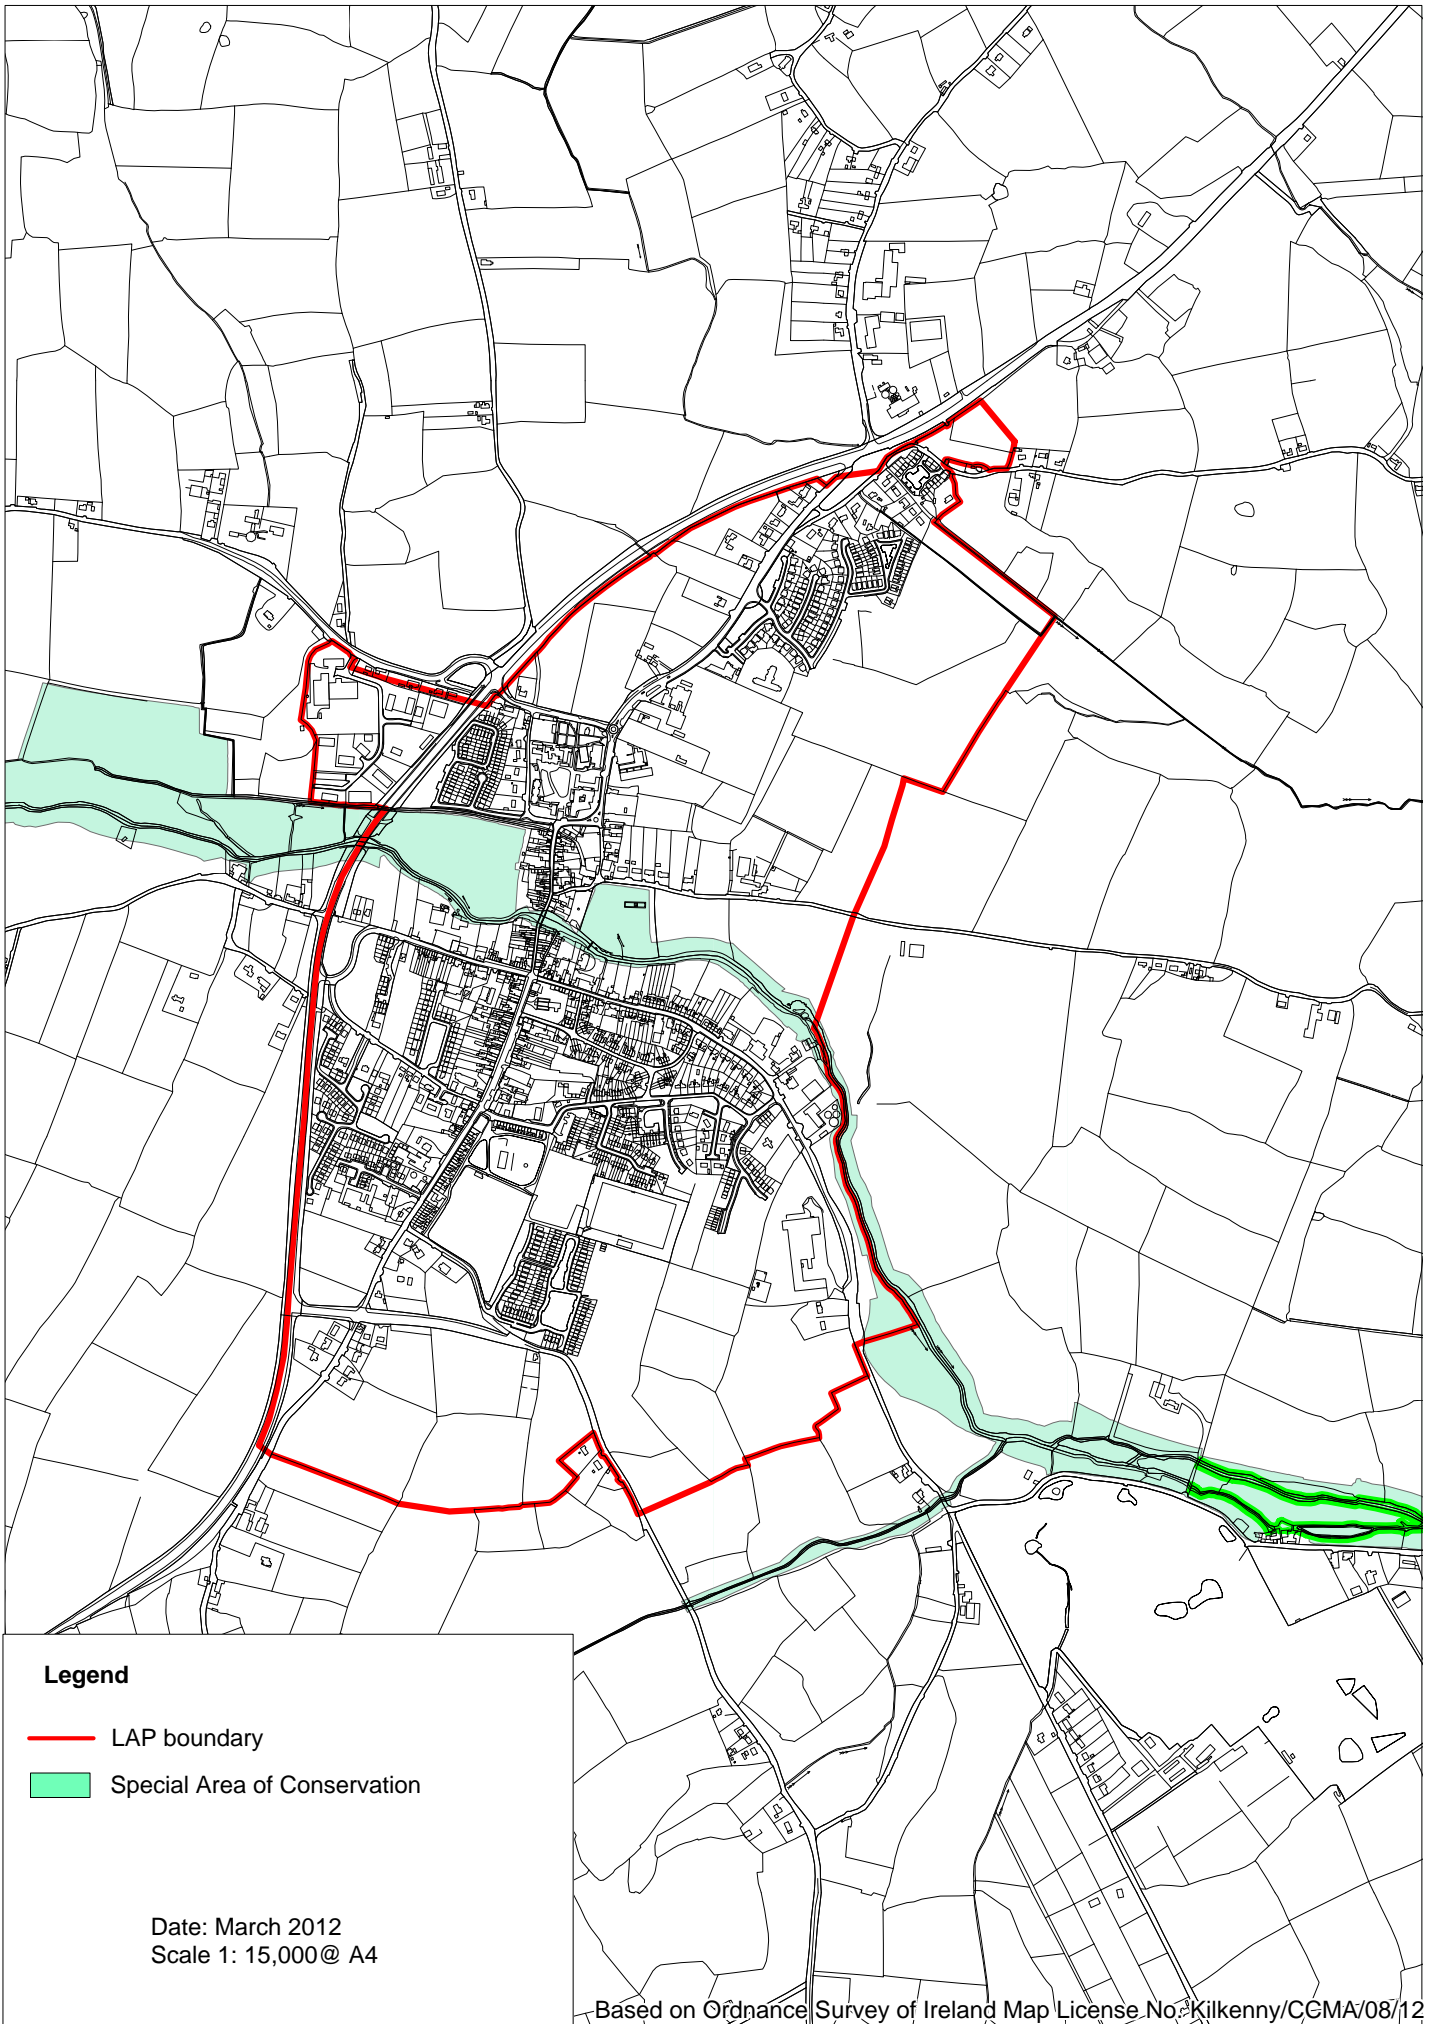 Legend
LAP boundary
Special Area of Conservation
Date: March 2012
Scale 1: 15,000@ A4
Based on Ordnance Survey of Ireland Map License No: Kilkenny/CCMA/08/12